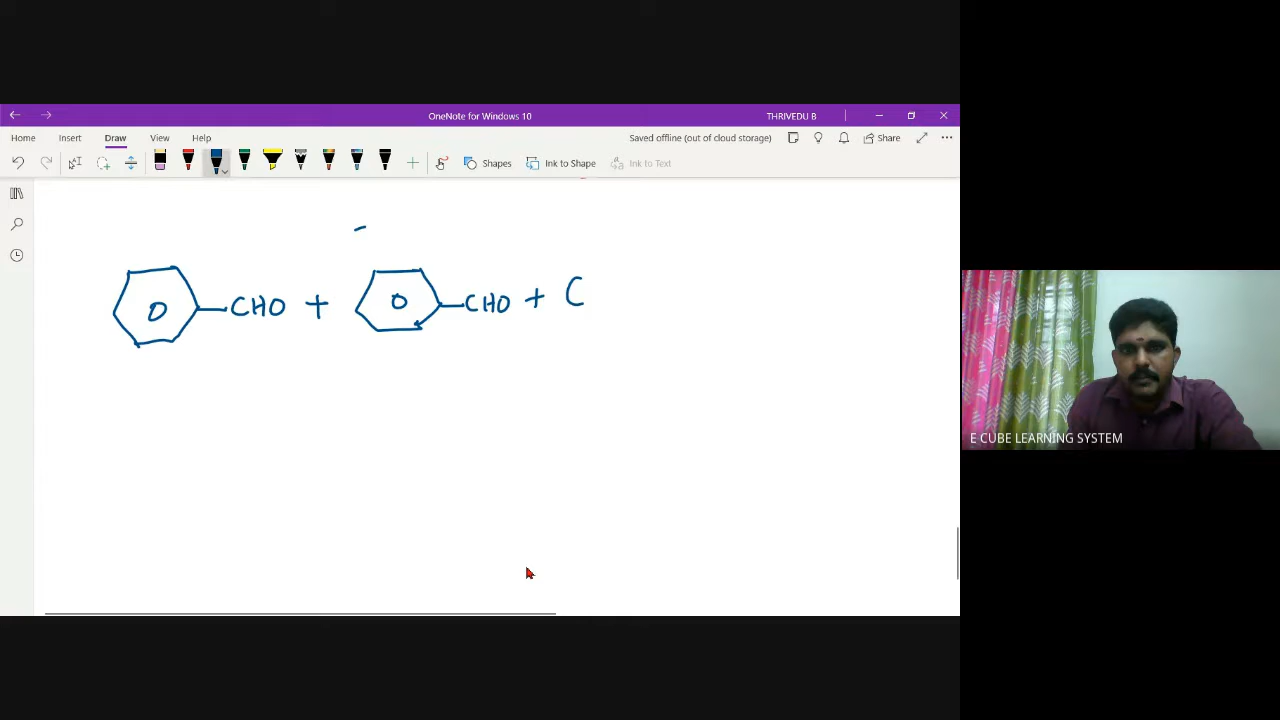 OneNote for Windows 10
THRIVEDU B
Home Insert Draw View Help
Saved offline (out of cloud storage)
Share
Shapes
Ink to Shape
Ink to Text
CHO + CHO + C
E CUBE LEARNING SYSTEM